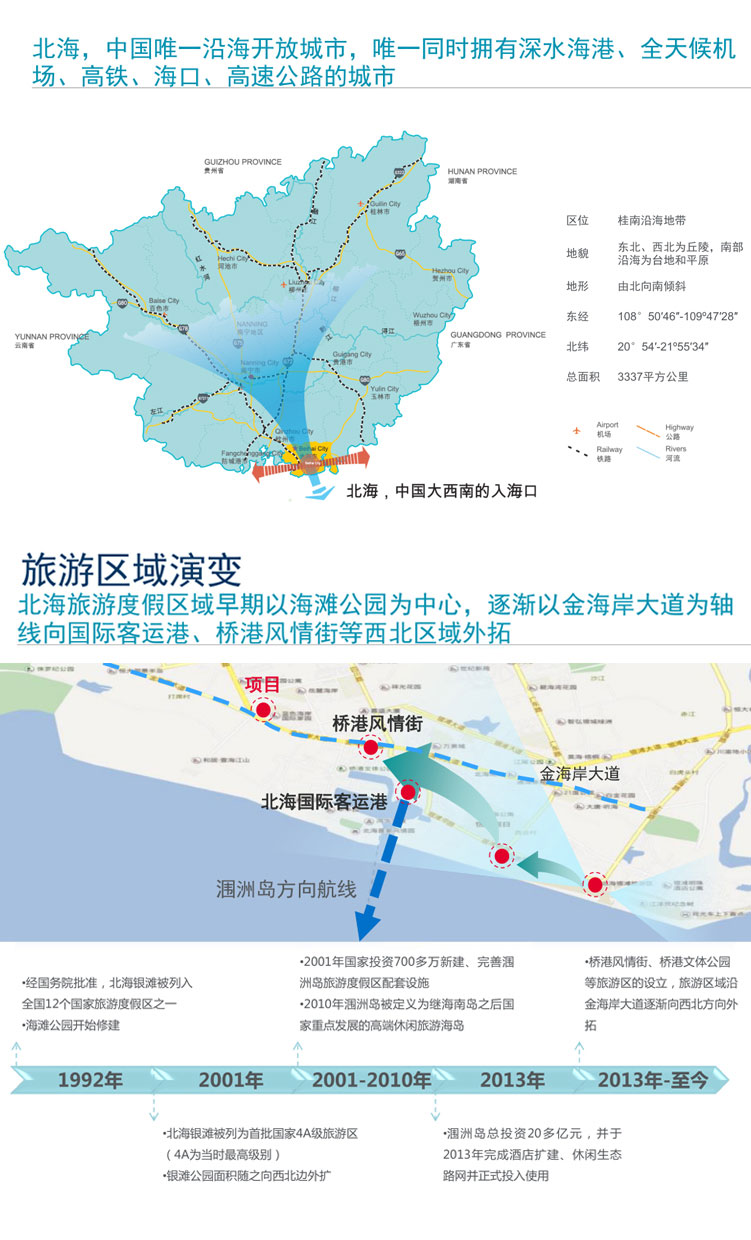 北海，中国唯一沿海开放城市，唯一同时拥有深水海港、全天候机
场、高铁、海口、高速公路的城市
GUIZHOU PROVINCE
贵州省
HUNAN PROVINCE
湖南省
Guilin City
桂林市
红水河
Hechi City
河池市
Liuzhou City
柳州市
Hezhou City
贺州市
G65
G80
Baise City
百色市
G78
NANNING
南宁地区
Wuzhou City
梧州市
浔江
YUNNAN PROVINCE
云南省
GUANGDONG PROVINCE
广东省
Guigang City
贵港市
Nanning City
南宁市
G80
Yulin City
玉林市
左江
Qinzhou City
钦州市
Fangchenggang City
防城港市
Beihai City
北海，中国大西南的入海口
区位 桂南沿海地带
地貌 东北、西北为丘陵，南部
沿海为台地和平原
地形 由北向南倾斜
东经 108°50′46″-109º47′28″
北纬 20°54′-21º55′34″
总面积 3337平方公里
Airport
机场
Highway
公路
Railway
铁路
Rivers
河流
旅游区域演变
北海旅游度假区域早期以海滩公园为中心，逐渐以金海岸大道为轴
线向国际客运港、桥港风情街等西北区域外拓
项目
桥港风情街
金海岸大道
北海国际客运港
涠洲岛方向航线
•经国务院批准，北海银滩被列入
全国12个国家旅游度假区之一
•海滩公园开始修建
•2001年国家投资700多万新建、完善涠
洲岛旅游度假区配套设施
•2010年涠洲岛被定义为继海南岛之后国
家重点发展的高端休闲旅游海岛
•桥港风情街、桥港文体公园
等旅游区的设立，旅游区域沿
金海岸大道逐渐向西北方向外
拓
1992年
2001年
2001-2010年
2013年
2013年-至今
•北海银滩被列为首批国家4A级旅游区
（4A为当时最高级别）
•银滩公园面积随之向西北边外扩
•涠洲岛总投资20多亿元，并于
2013年完成酒店扩建、休闲生态
路网并正式投入使用